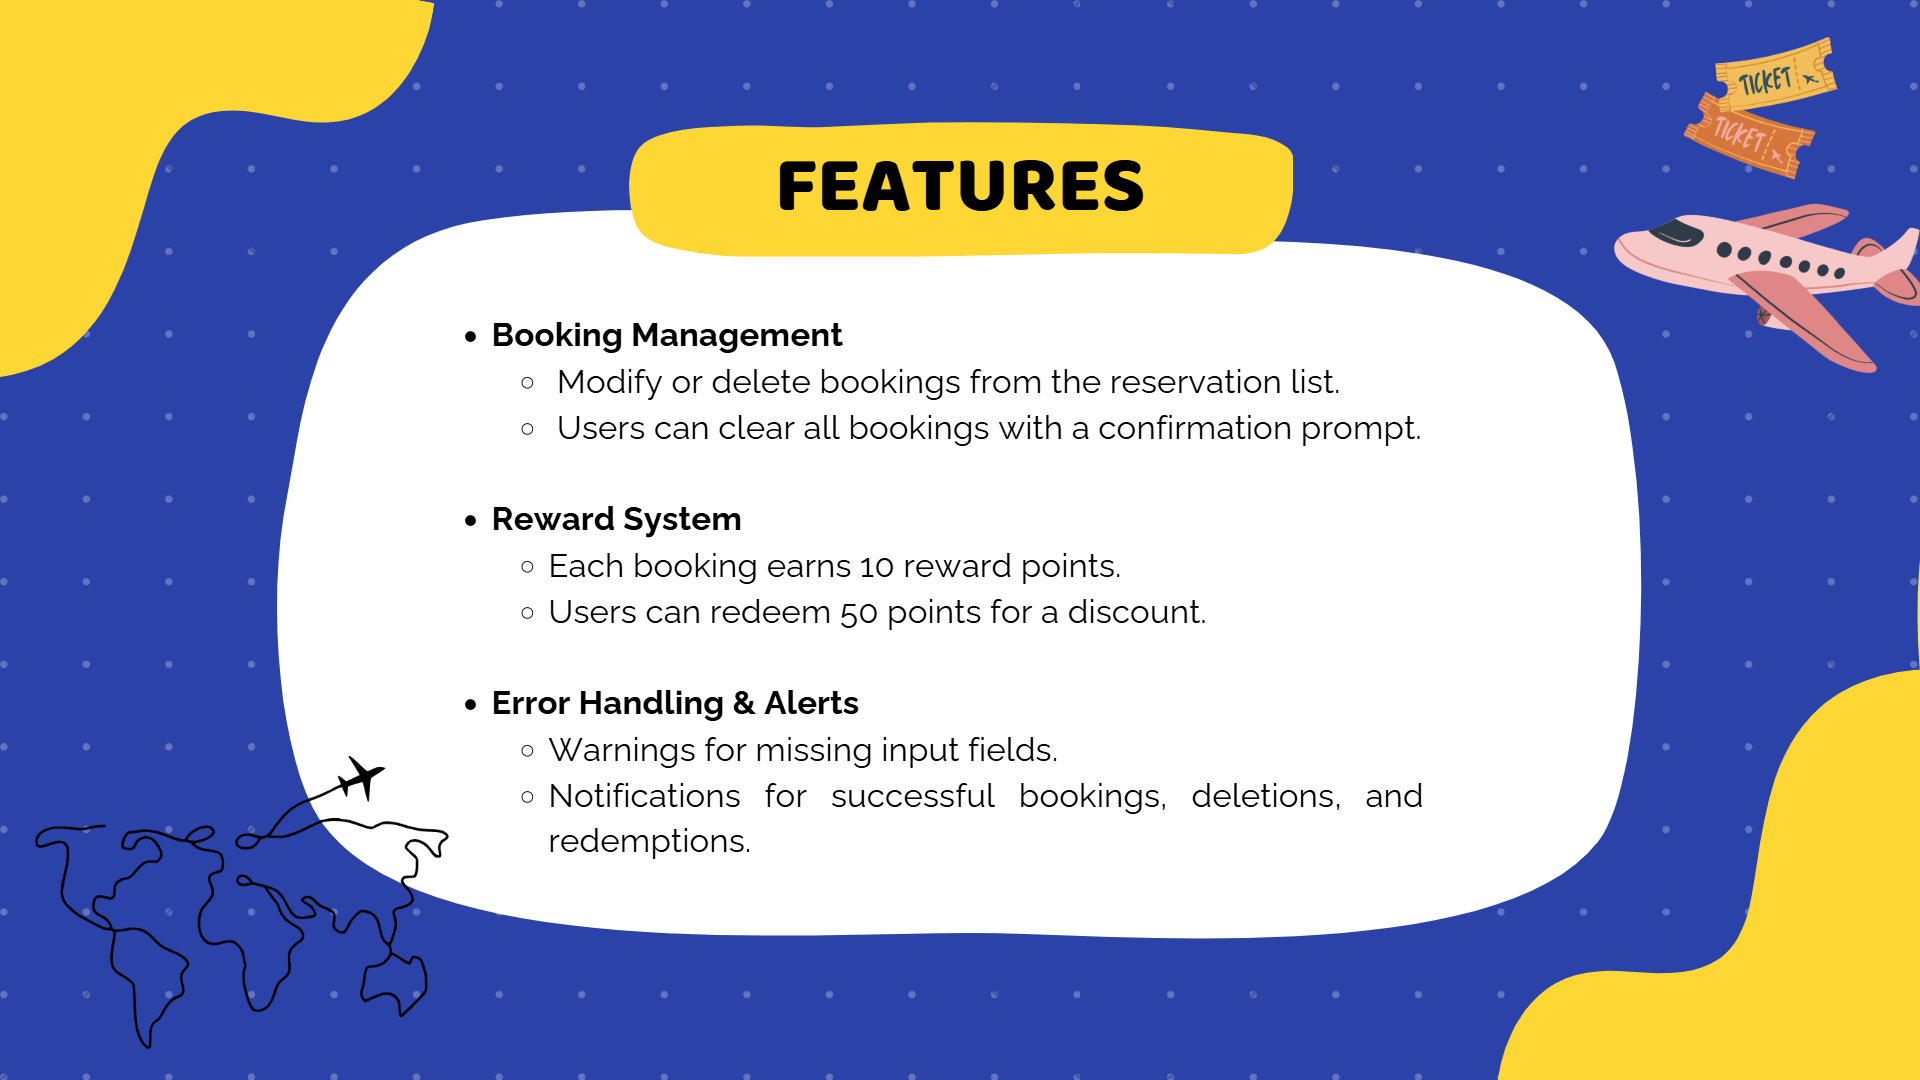 TICKET
TICKET
FEATURES
• Booking Management
○ Modify or delete bookings from the reservation list.
○ Users can clear all bookings with a confirmation prompt.
• Reward System
○ Each booking earns 10 reward points.
○ Users can redeem 50 points for a discount.
• Error Handling & Alerts
○ Warnings for missing input fields.
○ Notifications for successful bookings, deletions, and
redemptions.